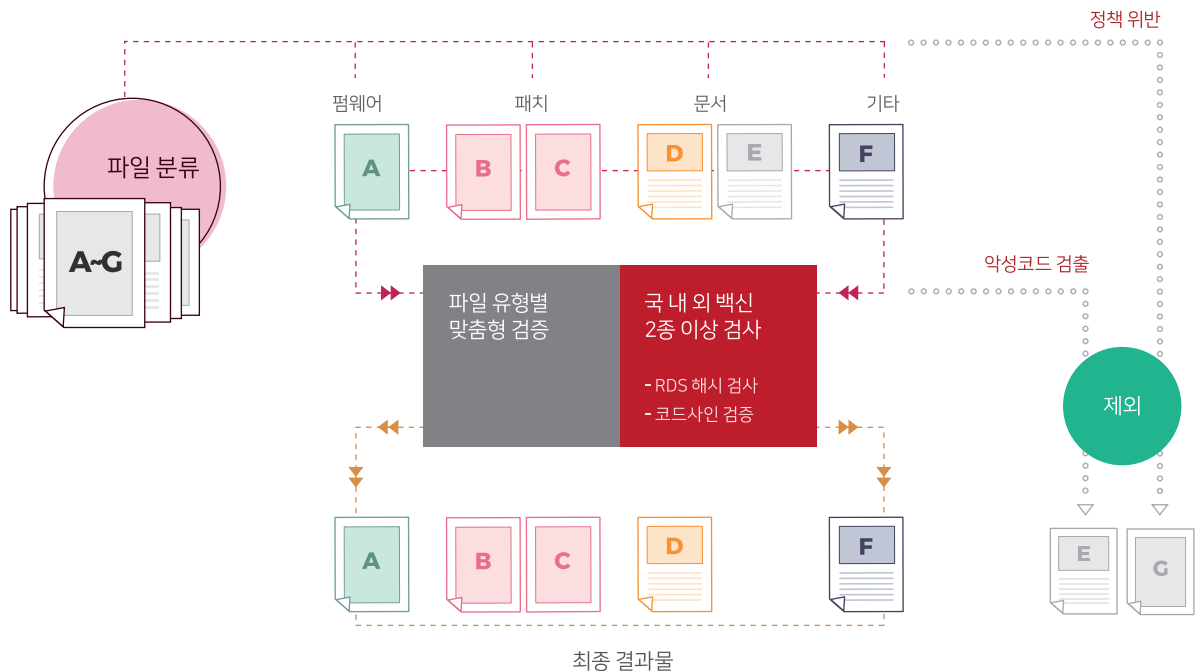 정책 위반
펌웨어
패치
문서
기타
파일 분류
A~G
A
B
C
D
E
F
악성코드 검출
파일 유형별
맞춤형 검증
국 내 외 백신
2종 이상 검사
- RDS 해시 검사
- 코드사인 검증
제외
A
B
C
D
F
E
G
최종 결과물